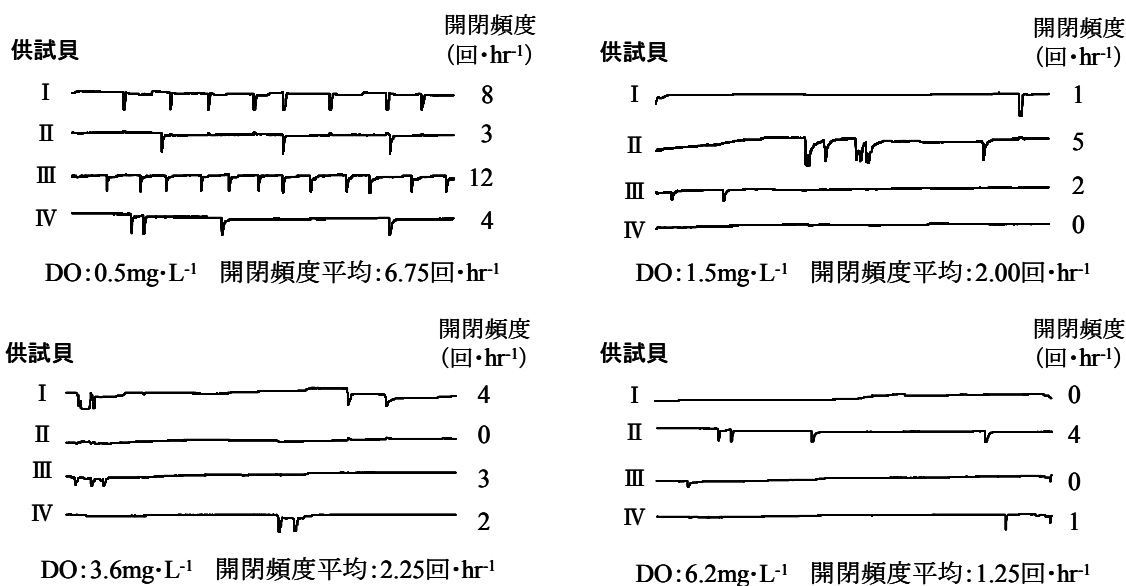 開閉頻度
供試貝 (回・hr⁻¹)
Ⅰ 8
Ⅱ 3
Ⅲ 12
Ⅳ 4
DO:0.5mg・L⁻¹ 開閉頻度平均:6.75回・hr⁻¹
開閉頻度
供試貝 (回・hr⁻¹)
Ⅰ 1
Ⅱ 5
Ⅲ 2
Ⅳ 0
DO:1.5mg・L⁻¹ 開閉頻度平均:2.00回・hr⁻¹
開閉頻度
供試貝 (回・hr⁻¹)
Ⅰ 4
Ⅱ 0
Ⅲ 3
Ⅳ 2
DO:3.6mg・L⁻¹ 開閉頻度平均:2.25回・hr⁻¹
開閉頻度
供試貝 (回・hr⁻¹)
Ⅰ 0
Ⅱ 4
Ⅲ 0
Ⅳ 1
DO:6.2mg・L⁻¹ 開閉頻度平均:1.25回・hr⁻¹